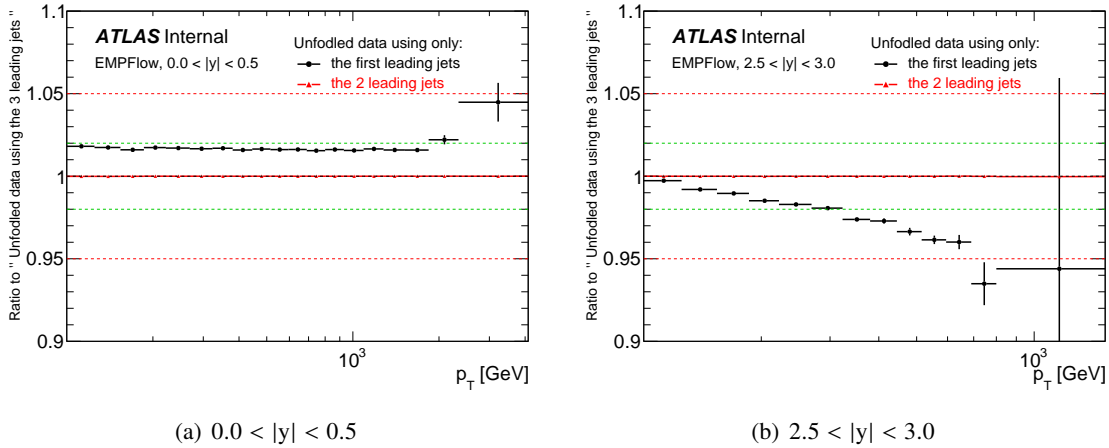 Ratio to " Unfodled data using the 3 leading jets "
1.1
1.05
1
0.95
0.9
ATLAS Internal
EMPFlow, 0.0 < |y| < 0.5
Unfodled data using only:
the first leading jets
the 2 leading jets
10³
p_T [GeV]
(a) 0.0 < |y| < 0.5
Ratio to " Unfodled data using the 3 leading jets "
1.1
1.05
1
0.95
0.9
ATLAS Internal
EMPFlow, 2.5 < |y| < 3.0
Unfodled data using only:
the first leading jets
the 2 leading jets
10³
p_T [GeV]
(b) 2.5 < |y| < 3.0